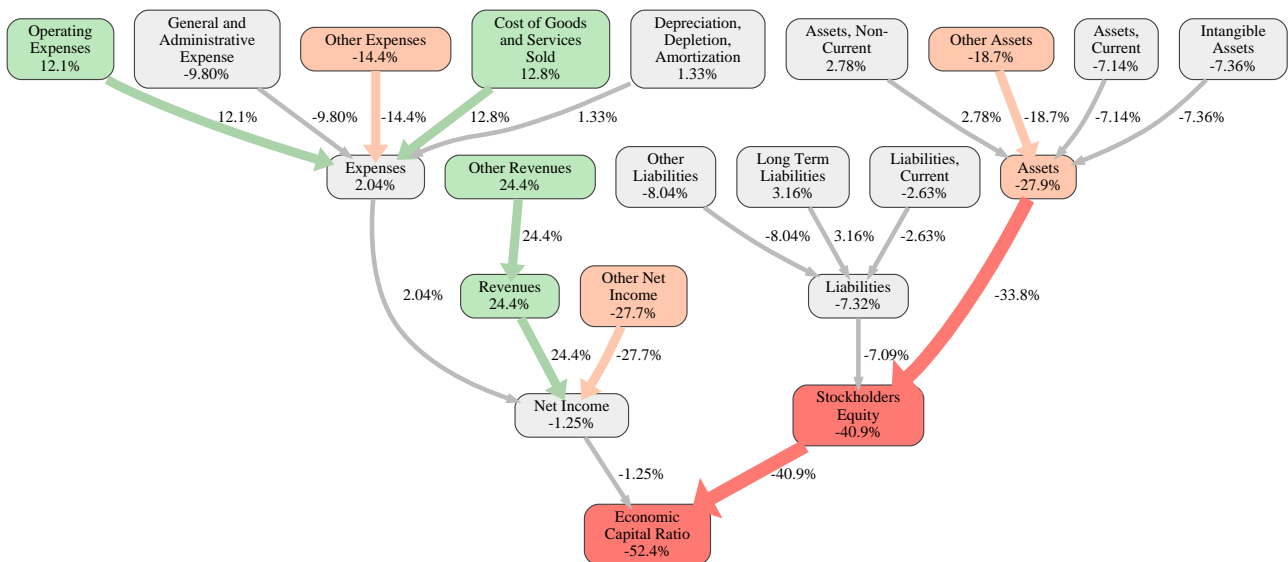 Operating
Expenses
12.1%
General and
Administrative
Expense
-9.80%
Other Expenses
-14.4%
Cost of Goods
and Services
Sold
12.8%
Depreciation,
Depletion,
Amortization
1.33%
Assets, Non-
Current
2.78%
Other Assets
-18.7%
Assets,
Current
-7.14%
Intangible
Assets
-7.36%
12.1%
-9.80%
-14.4%
12.8%
1.33%
2.78%
-18.7%
-7.14%
-7.36%
Expenses
2.04%
Other Revenues
24.4%
Other
Liabilities
-8.04%
Long Term
Liabilities
3.16%
Liabilities,
Current
-2.63%
Assets
-27.9%
24.4%
-8.04%
3.16%
-2.63%
2.04%
Revenues
24.4%
Other Net
Income
-27.7%
Liabilities
-7.32%
-33.8%
24.4%
-27.7%
-7.09%
Net Income
-1.25%
Stockholders
Equity
-40.9%
-1.25%
-40.9%
Economic
Capital Ratio
-52.4%